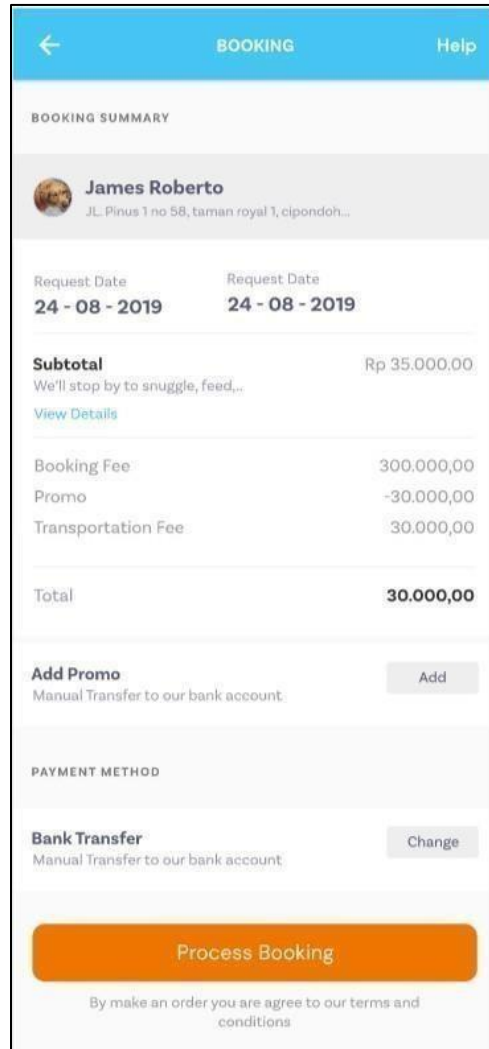 BOOKING Help
BOOKING SUMMARY
James Roberto
JL. Pinus 1 no 58, taman royal 1, cipondoh...
Request Date Request Date
24 - 08 - 2019 24 - 08 - 2019
Subtotal Rp 35.000.00
We'll stop by to snuggle, feed,..
View Details
Booking Fee 300.000,00
Promo -30.000,00
Transportation Fee 30.000,00
Total 30.000,00
Add Promo Add
Manual Transfer to our bank account
PAYMENT METHOD
Bank Transfer Change
Manual Transfer to our bank account
Process Booking
By make an order you are agree to our terms and
conditions